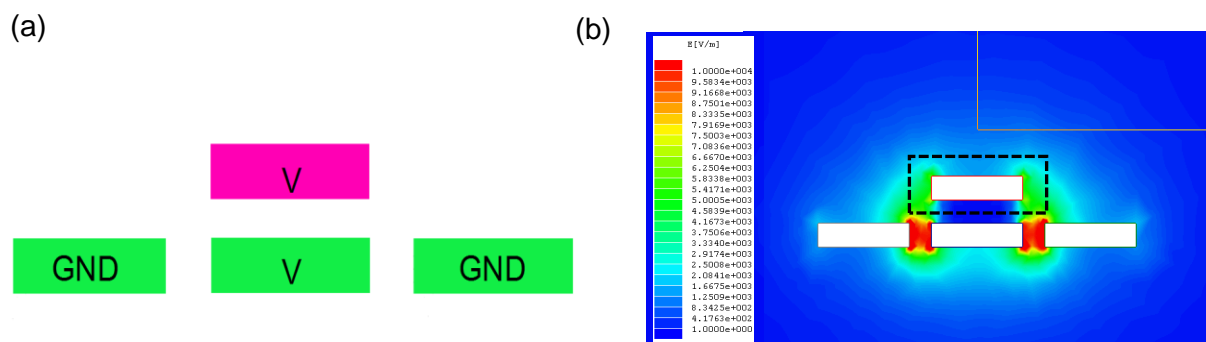 (a)
V
GND V GND
(b)
E[V/m]
1.0000e+004
9.5834e+003
9.1668e+003
8.7501e+003
8.3335e+003
7.9169e+003
7.5003e+003
7.0836e+003
6.6670e+003
6.2504e+003
5.8338e+003
5.4171e+003
5.0005e+003
4.5839e+003
4.1673e+003
3.7506e+003
3.3340e+003
2.9174e+003
2.5008e+003
2.0841e+003
1.6675e+003
1.2509e+003
8.3425e+002
4.1763e+002
1.0000e+000